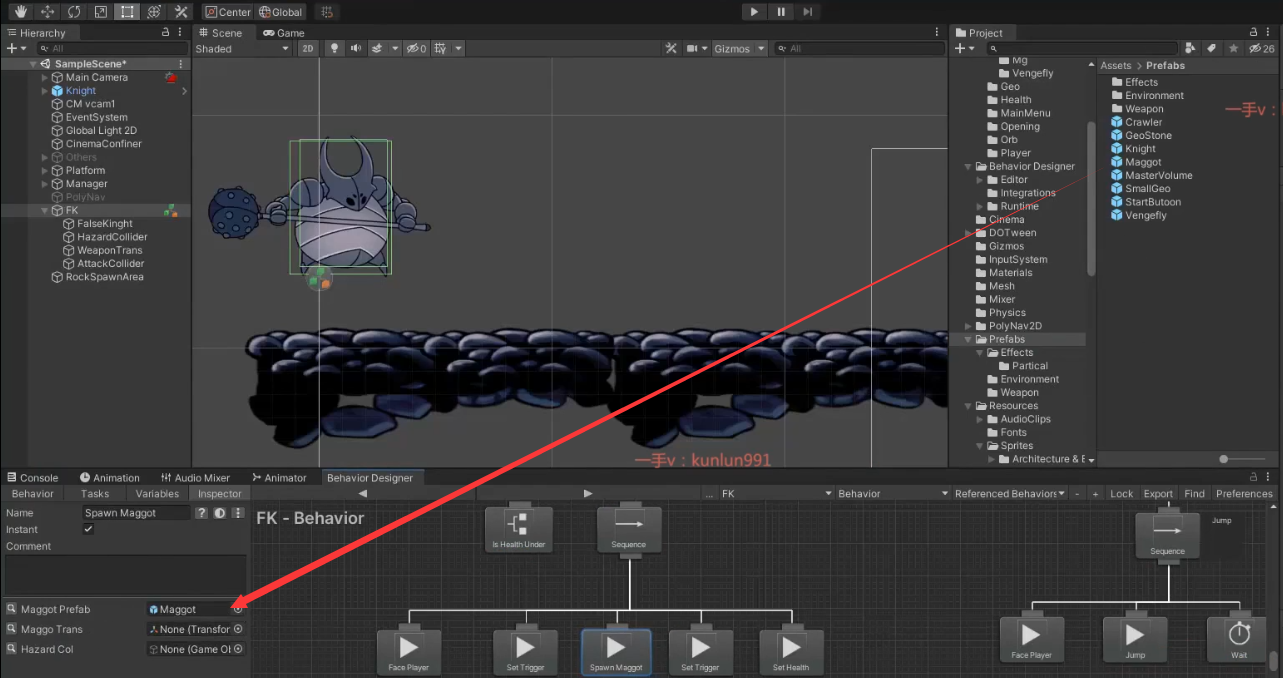 Center Global
Hierarchy
All
SampleScene*
Main Camera
Knight
CM vcam1
EventSystem
Global Light 2D
CinemaConfiner
Others
Platform
Manager
PolyNav
FK
FalseKinght
HazardCollider
WeaponTrans
AttackCollider
RockSpawnArea
Scene Game
Shaded 2D 0 Gizmos All
Project
26
Mg
Vengefly
Geo
Health
MainMenu
Opening
Orb
Player
Behavior Designer
Editor
Integrations
Runtime
Cinema
DOTween
Gizmos
InputSystem
Materials
Mesh
Mixer
Physics
PolyNav2D
Prefabs
Effects
Partical
Environment
Weapon
Resources
AudioClips
Fonts
Sprites
Architecture & E
Assets > Prefabs
Effects
Environment
Weapon
Crawler
GeoStone
Knight
Maggot
MasterVolume
SmallGeo
StartButoon
Vengefly
一手v：
一手v：kunlun991
Console Animation Audio Mixer Animator Behavior Designer
Behavior Tasks Variables Inspector
... FK Behavior Referenced Behaviors - + Lock Export Find Preferences
Name Spawn Maggot
Instant
Comment
Maggot Prefab Maggot
Maggo Trans None (Transfor
Hazard Col None (Game Ob
FK - Behavior
Is Health Under
Sequence
Face Player
Set Trigger
Spawn Maggot
Set Trigger
Set Health
Jump
Sequence
Face Player
Jump
Wait